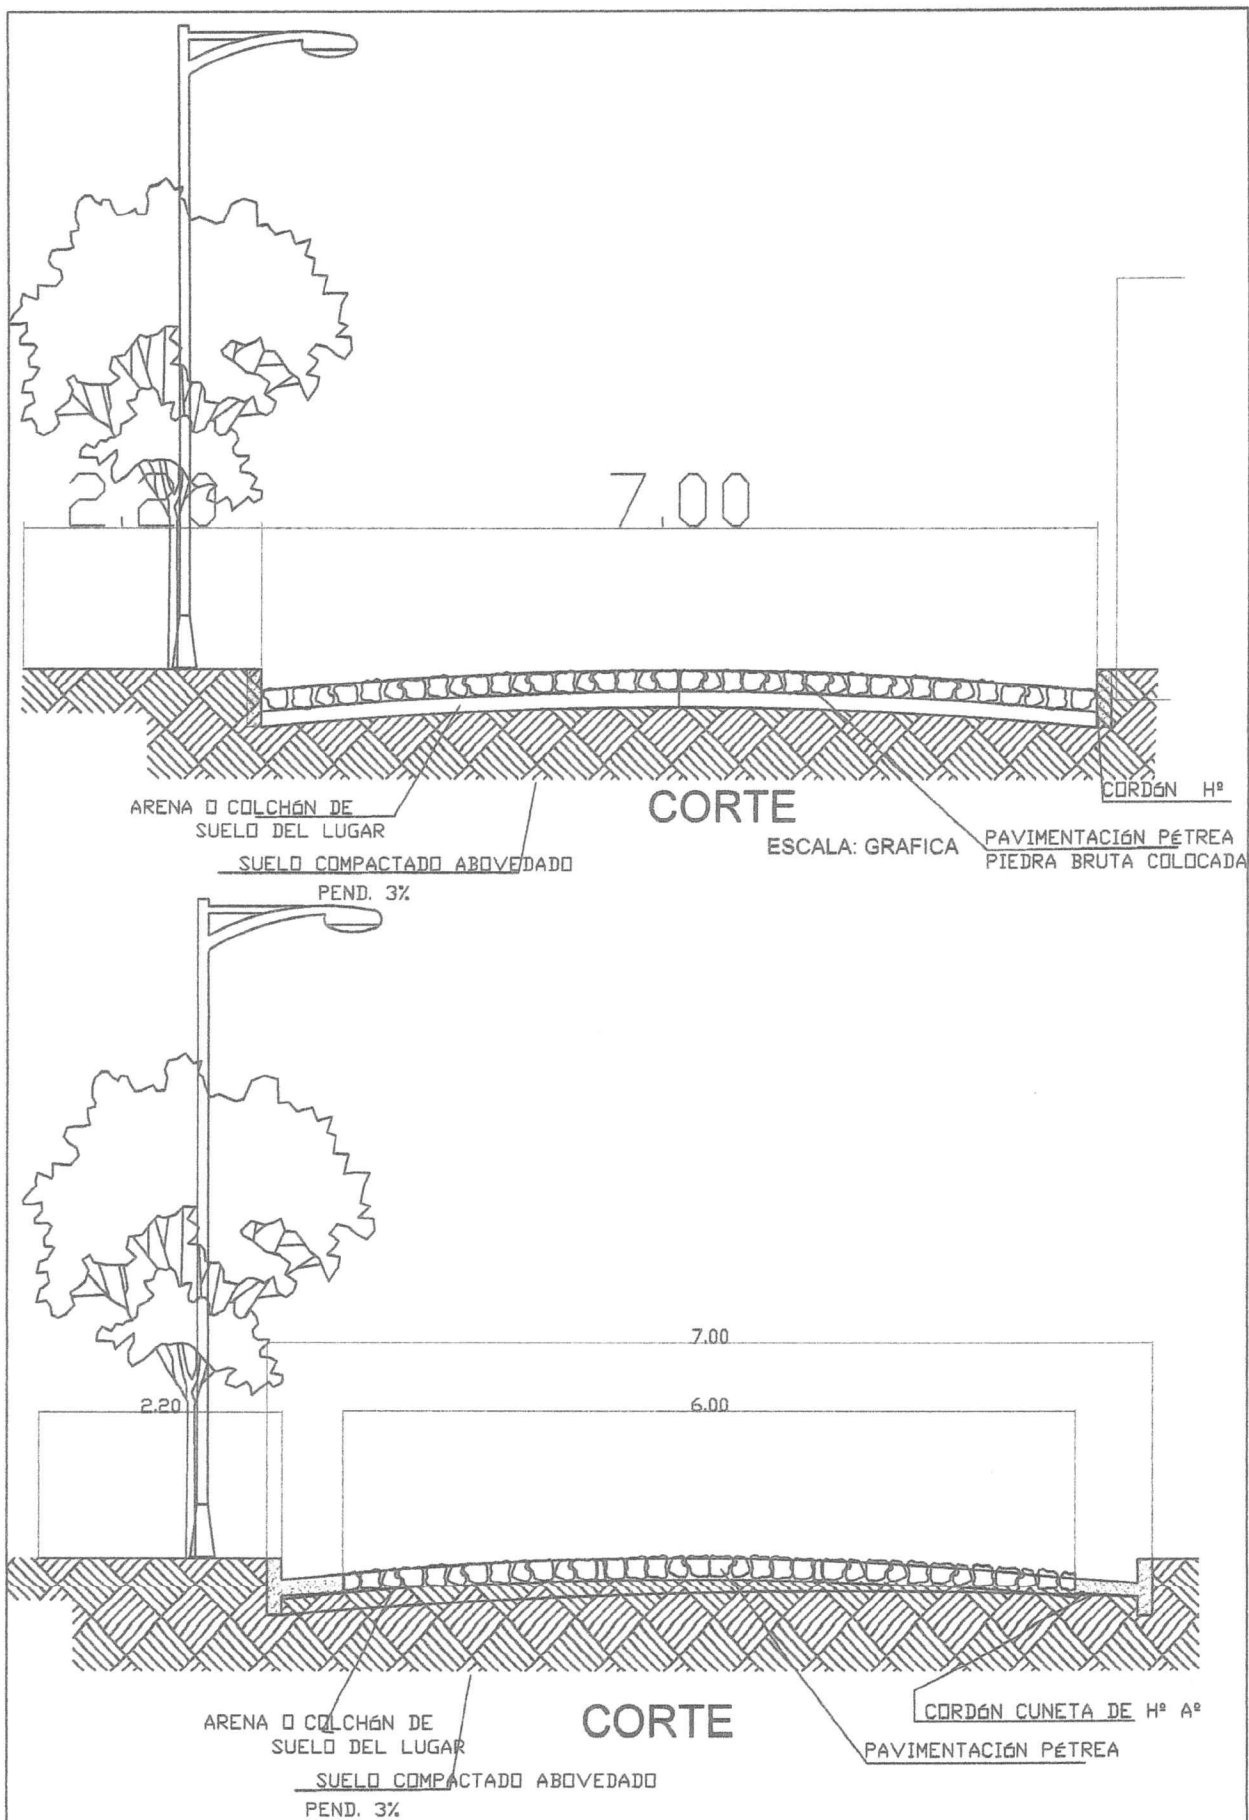 2.20
7.00
ARENA O COLCHÓN DE
SUELO DEL LUGAR
SUELO COMPACTADO ABOVEDADO
PEND. 3%
CORTE
ESCALA: GRAFICA
CORDÓN Hº
PAVIMENTACIÓN PÉTREA
PIEDRA BRUTA COLOCADA
7.00
2.20
6.00
ARENA O COLCHÓN DE
SUELO DEL LUGAR
SUELO COMPACTADO ABOVEDADO
PEND. 3%
CORTE
CORDÓN CUNETA DE Hº Aº
PAVIMENTACIÓN PÉTREA